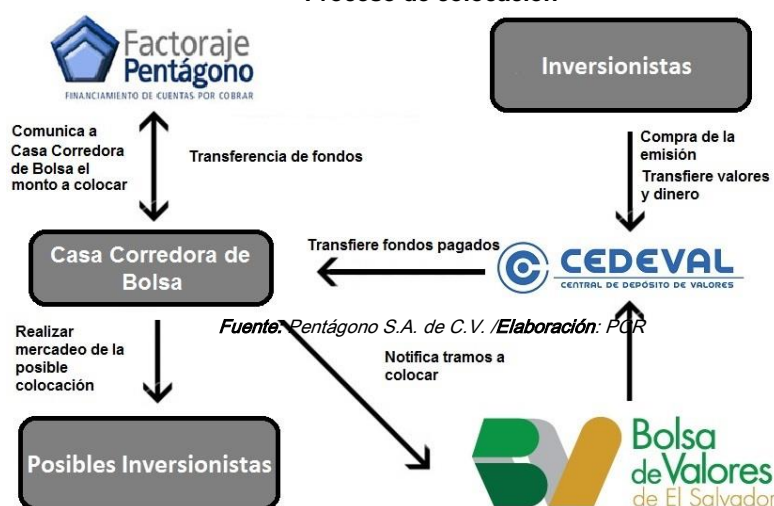 Proceso de colocación
Factoraje
Pentágono
FINANCIAMIENTO DE CUENTAS POR COBRAR
Inversionistas
Comunica a
Casa Corredora
de Bolsa el
monto a colocar
Transferencia de fondos
Compra de la
emisión
Transfiere valores
y dinero
Casa Corredora de
Bolsa
Transfiere fondos pagados
CEDEVAL
CENTRAL DE DEPÓSITO DE VALORES
Fuente: Pentágono S.A. de C.V. /Elaboración: PCR
Realizar
mercadeo de la
posible
colocación
Notifica tramos a
colocar
Posibles Inversionistas
Bolsa
de Valores
de El Salvador